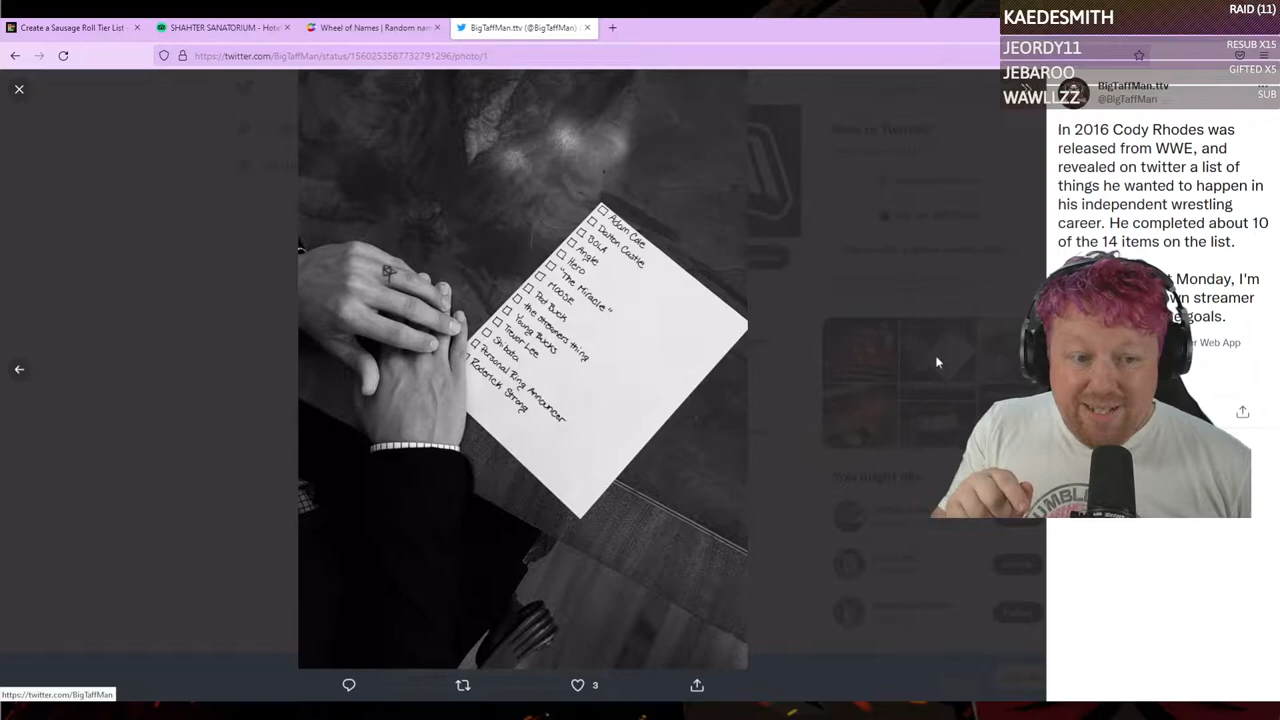 Create a Sausage Roll Tier List -
SHAHTER SANATORIUM - Hote
Wheel of Names | Random nam
BigTaffMan.ttv (@BigTaffMan)
https://twitter.com/BigTaffMan/status/1560253587732791296/photo/1
KAEDESMITH
RAID (11)
JEORDY11
RESUB X15
JEBAROO
GIFTED X5
WAWLLZZ
SUB
BigTaffMan.ttv
@BigTaffMan
In 2016 Cody Rhodes was
released from WWE, and
revealed on twitter a list of
things he wanted to happen in
his independent wrestling
career. He completed about 10
of the 14 items on the list.
Monday, I'm
streamer
goals.
Web App
Adam Cole
Dalton Castle
BOLA
Angle
Hero
"The Miracle"
MOOSE
Pat Buck
the streamers thing
Young Bucks
Trevor Lee
Shibata
Personal Ring Announcer
Roderick Strong
3
https://twitter.com/BigTaffMan